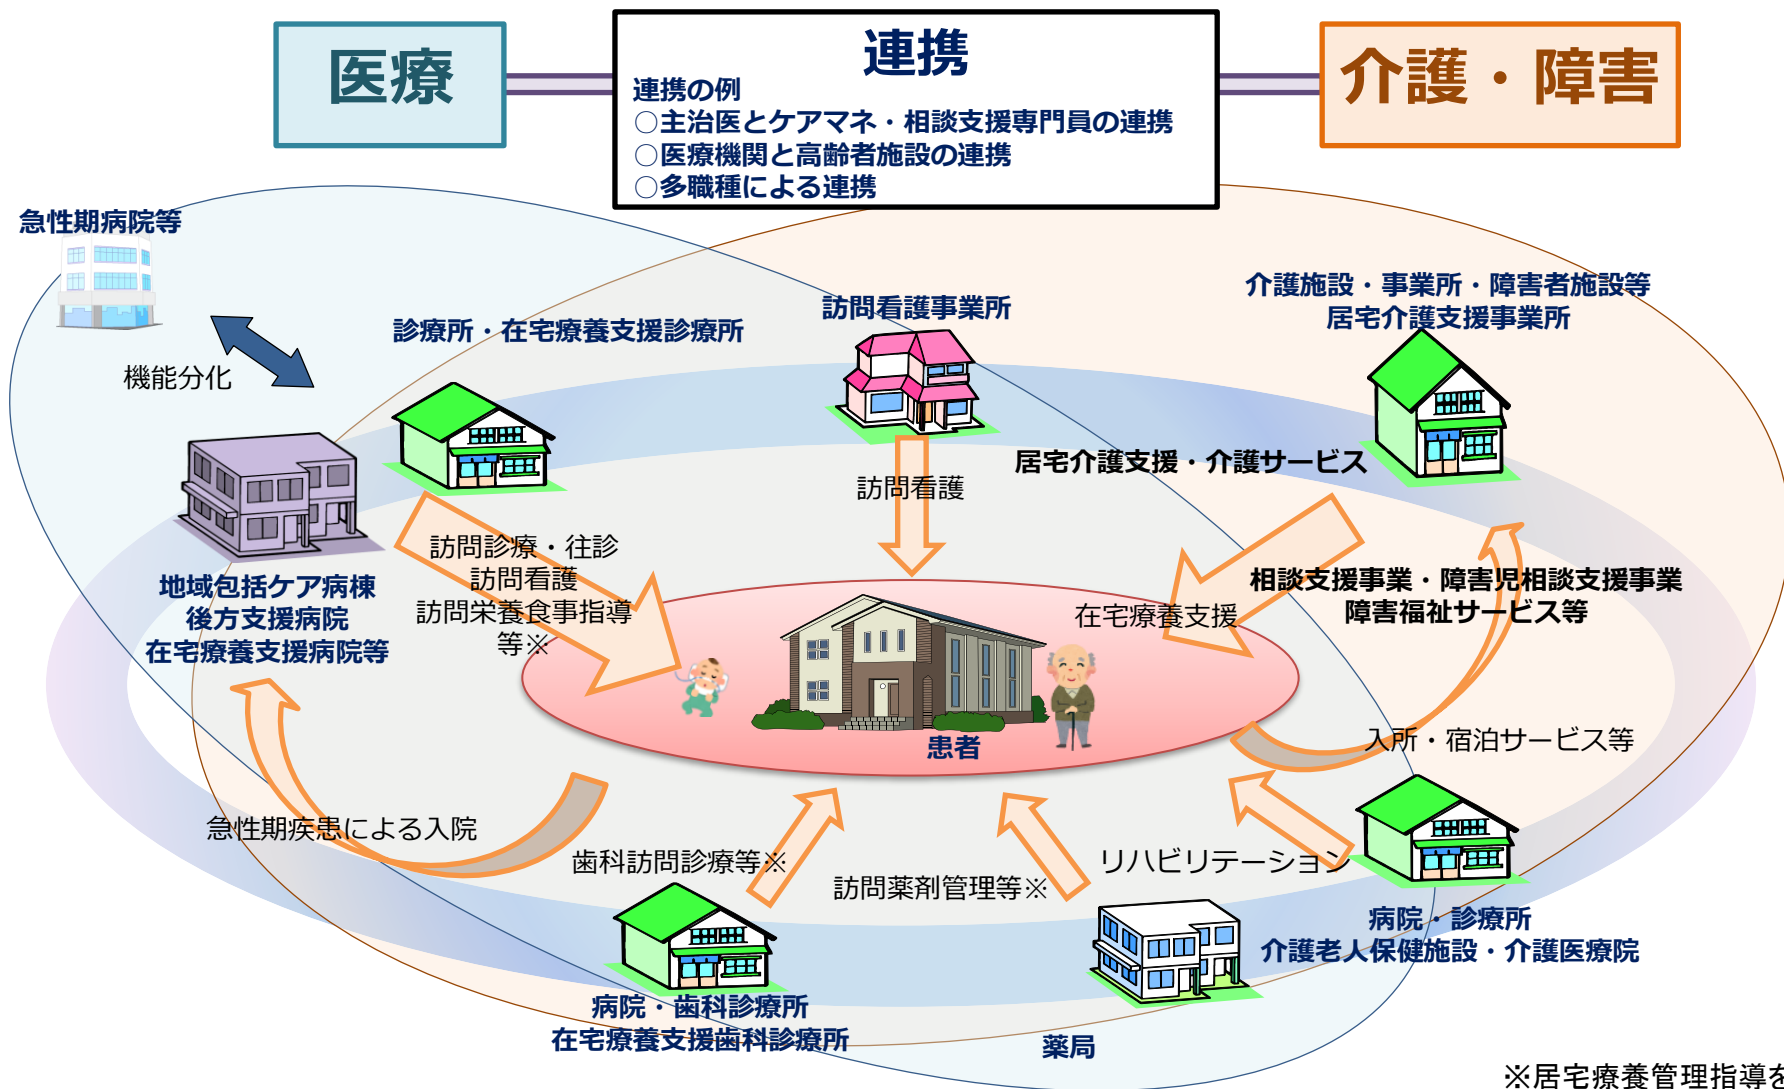 医療
連携
連携の例
○主治医とケアマネ・相談支援専門員の連携
○医療機関と高齢者施設の連携
○多職種による連携
介護・障害
急性期病院等
機能分化
診療所・在宅療養支援診療所
訪問看護事業所
介護施設・事業所・障害者施設等
居宅介護支援事業所
訪問看護
居宅介護支援・介護サービス
訪問診療・往診
訪問看護
訪問栄養食事指導
等※
地域包括ケア病棟
後方支援病院
在宅療養支援病院等
在宅療養支援
相談支援事業・障害児相談支援事業
障害福祉サービス等
患者
入所・宿泊サービス等
急性期疾患による入院
歯科訪問診療等※
訪問薬剤管理等※
リハビリテーション
病院・診療所
介護老人保健施設・介護医療院
病院・歯科診療所
在宅療養支援歯科診療所
薬局
※居宅療養管理指導を